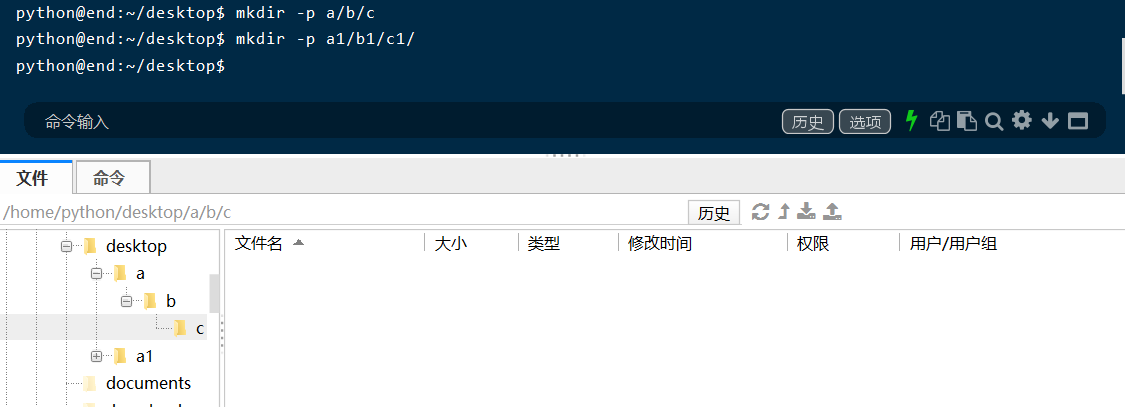 python@end:~/desktop$ mkdir -p a/b/c
python@end:~/desktop$ mkdir -p a1/b1/c1/
python@end:~/desktop$
命令输入 历史 选项
文件 命令
/home/python/desktop/a/b/c 历史
文件名 大小 类型 修改时间 权限 用户/用户组
desktop
a
b
c
a1
documents